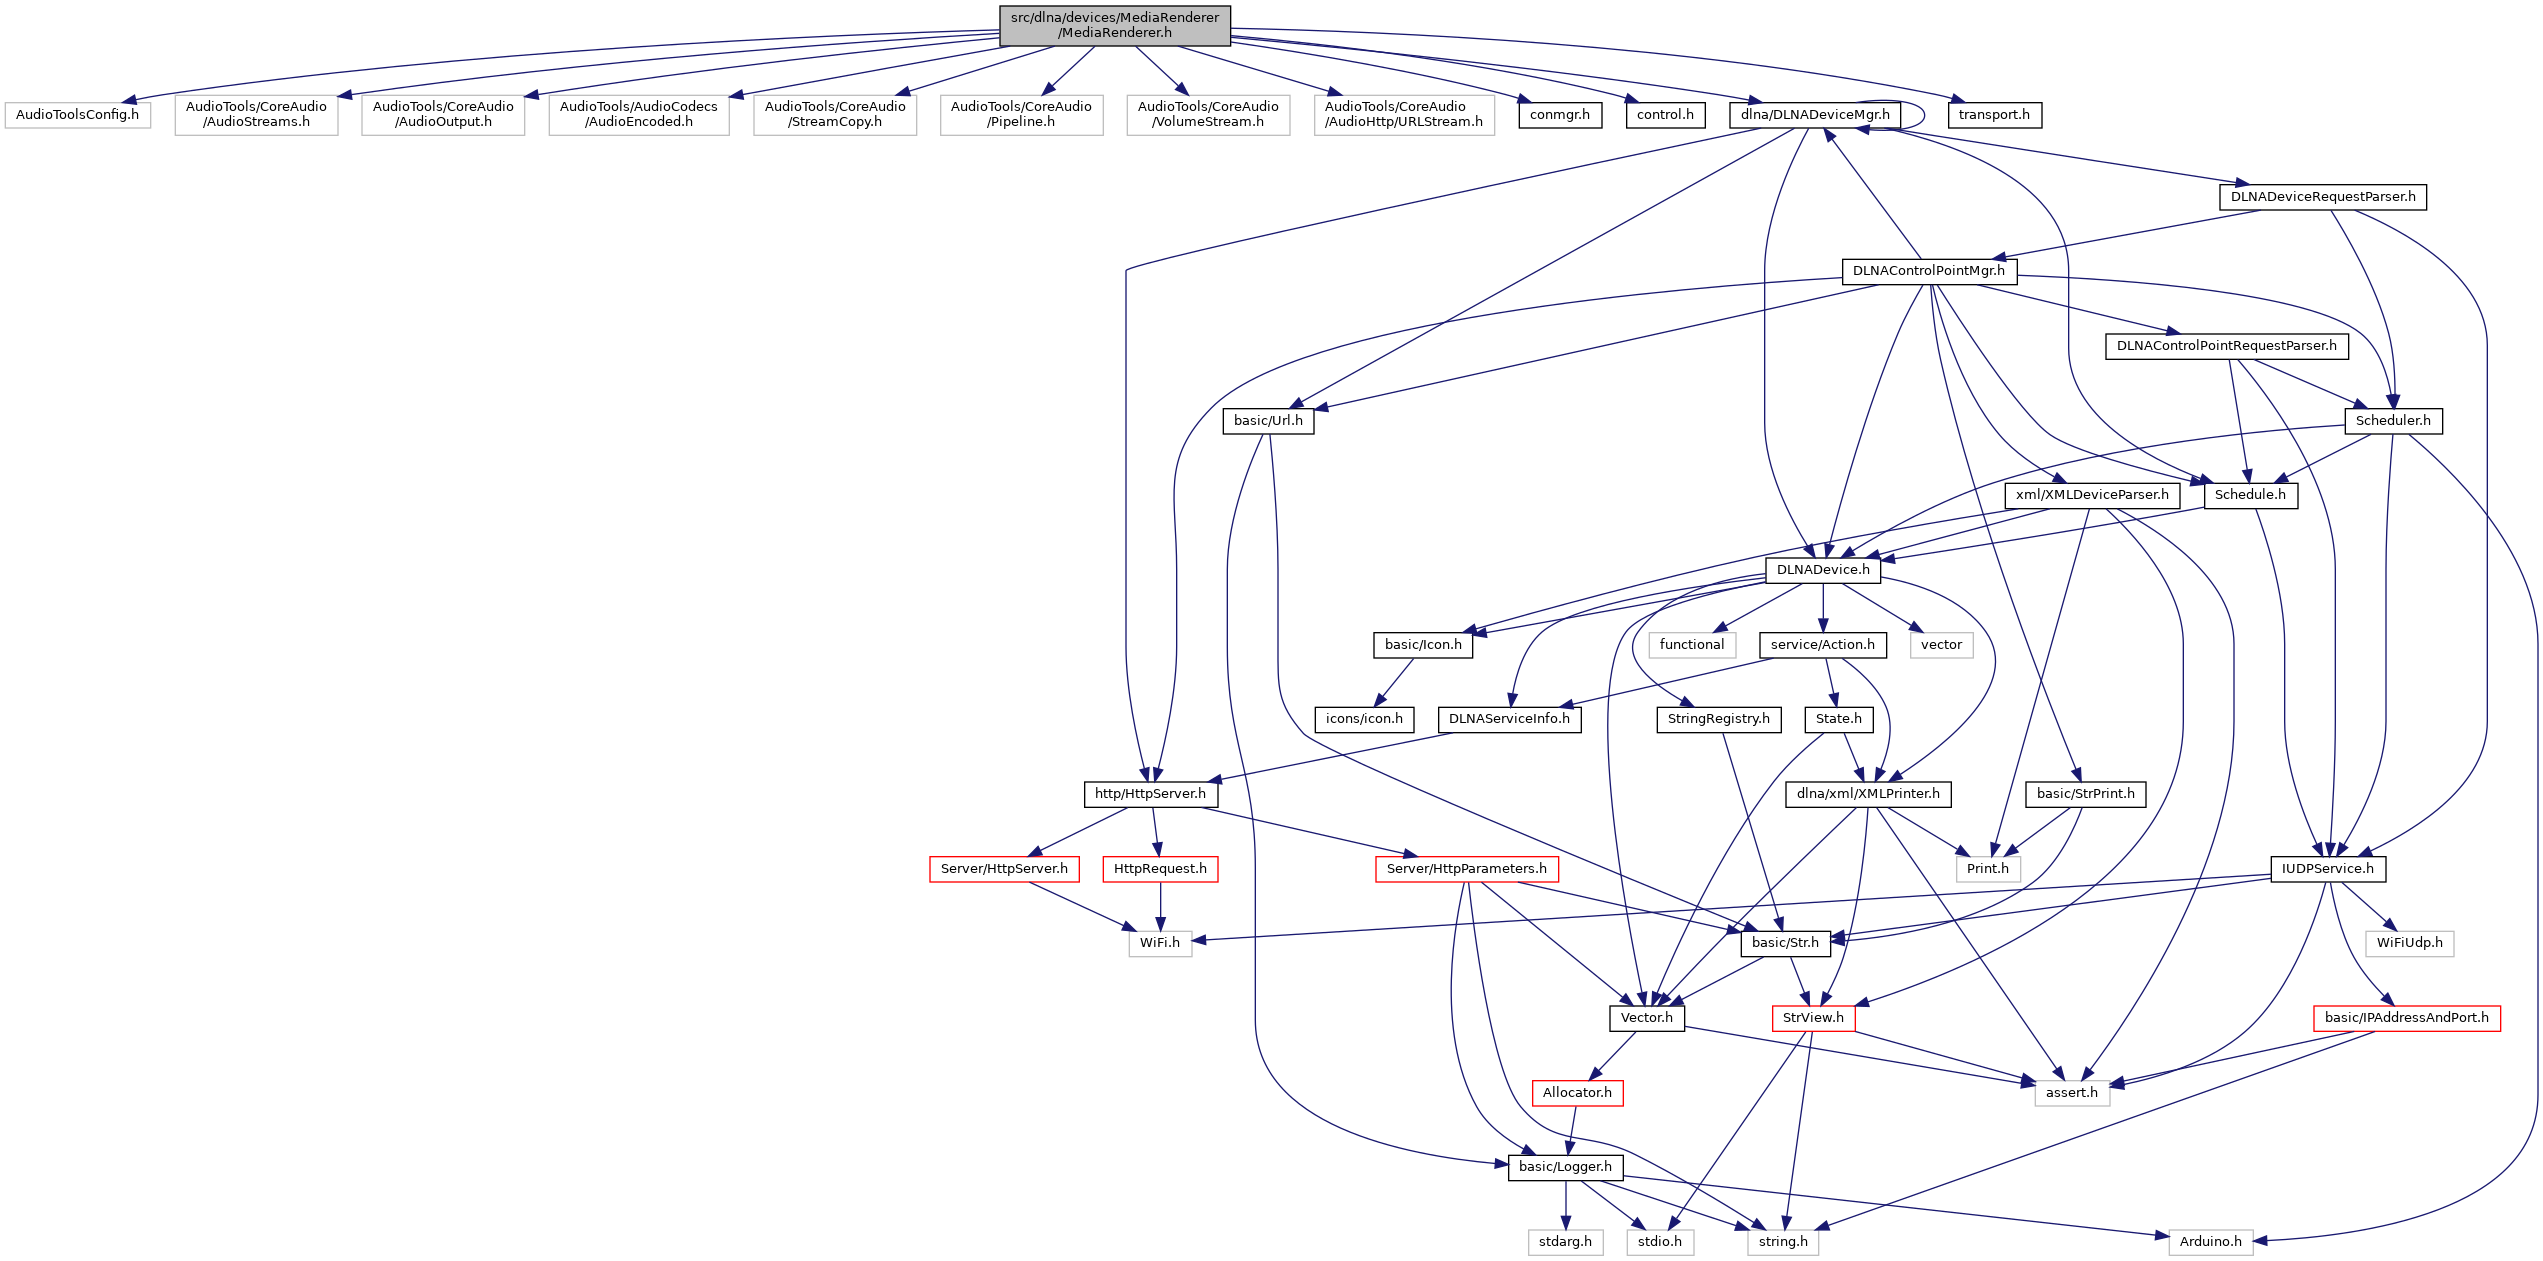 src/dlna/devices/MediaRenderer
/MediaRenderer.h
AudioToolsConfig.h
AudioTools/CoreAudio
/AudioStreams.h
AudioTools/CoreAudio
/AudioOutput.h
AudioTools/AudioCodecs
/AudioEncoded.h
AudioTools/CoreAudio
/StreamCopy.h
AudioTools/CoreAudio
/Pipeline.h
AudioTools/CoreAudio
/VolumeStream.h
AudioTools/CoreAudio
/AudioHttp/URLStream.h
conmgr.h
control.h
dlna/DLNADeviceMgr.h
transport.h
DLNADeviceRequestParser.h
DLNAControlPointMgr.h
DLNAControlPointRequestParser.h
basic/Url.h
Scheduler.h
xml/XMLDeviceParser.h
Schedule.h
DLNADevice.h
basic/Icon.h
functional
service/Action.h
vector
icons/icon.h
DLNAServiceInfo.h
StringRegistry.h
State.h
http/HttpServer.h
dlna/xml/XMLPrinter.h
basic/StrPrint.h
Server/HttpServer.h
HttpRequest.h
Server/HttpParameters.h
Print.h
IUDPService.h
WiFi.h
basic/Str.h
WiFiUdp.h
Vector.h
StrView.h
basic/IPAddressAndPort.h
Allocator.h
assert.h
basic/Logger.h
stdarg.h
stdio.h
string.h
Arduino.h